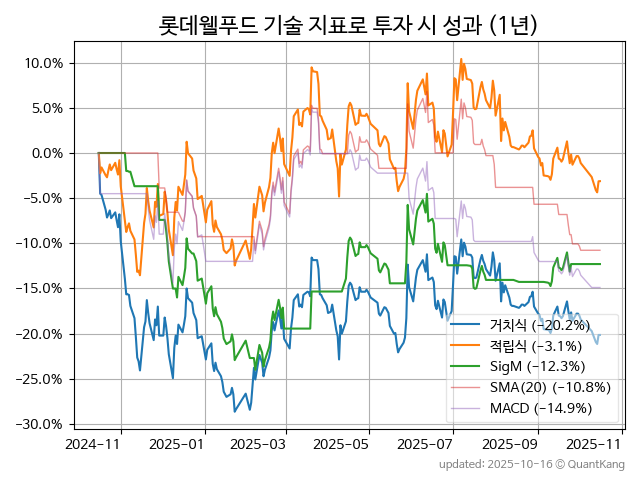 롯데웰푸드 기술 지표로 투자 시 성과 (1년)
10.0%
5.0%
0.0%
−5.0%
−10.0%
−15.0%
−20.0%
−25.0%
−30.0%
2024-11
2025-01
2025-03
2025-05
2025-07
2025-09
2025-11
거치식 (−20.2%)
적립식 (−3.1%)
SigM (−12.3%)
SMA(20) (−10.8%)
MACD (−14.9%)
updated: 2025-10-16 ⓒ QuantKang